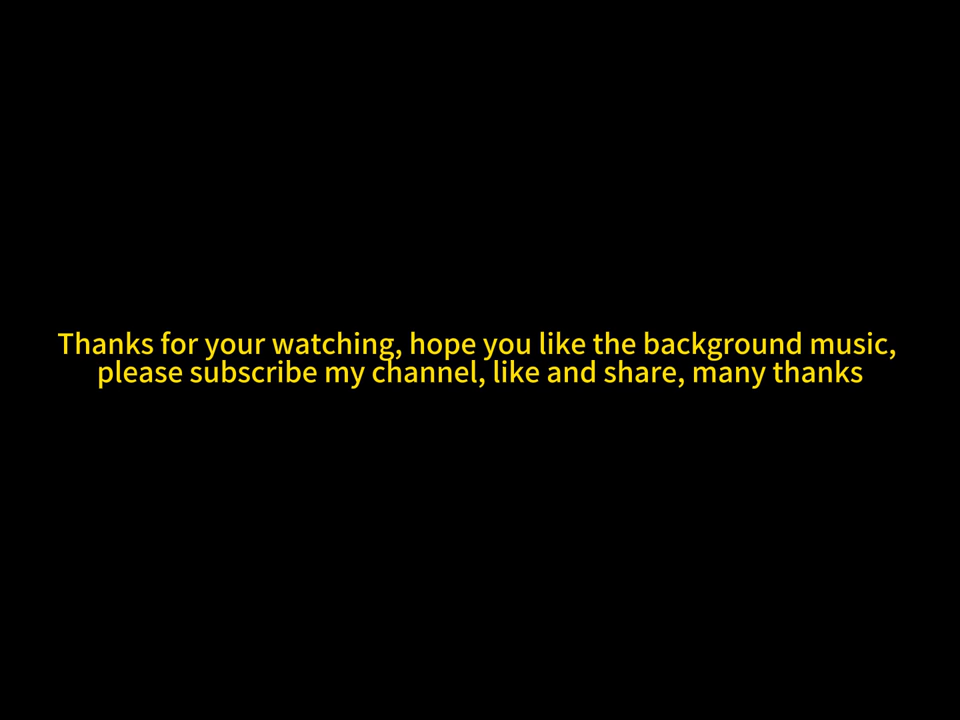 Thanks for your watching, hope you like the background music,
please subscribe my channel, like and share, many thanks